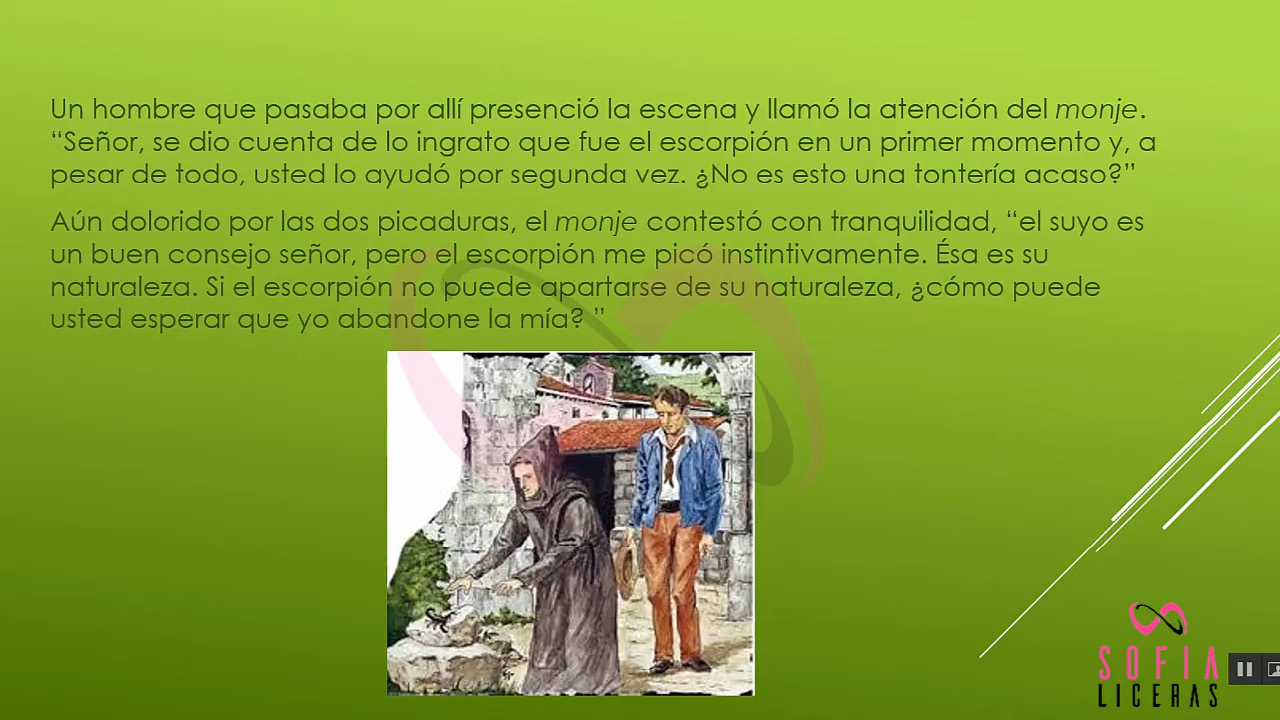 Un hombre que pasaba por allí presenció la escena y llamó la atención del monje.
“Señor, se dio cuenta de lo ingrato que fue el escorpión en un primer momento y, a
pesar de todo, usted lo ayudó por segunda vez. ¿No es esto una tontería acaso?”
Aún dolorido por las dos picaduras, el monje contestó con tranquilidad, “el suyo es
un buen consejo señor, pero el escorpión me picó instintivamente. Ésa es su
naturaleza. Si el escorpión no puede apartarse de su naturaleza, ¿cómo puede
usted esperar que yo abandone la mía? ”
SOFIA
LICERAS